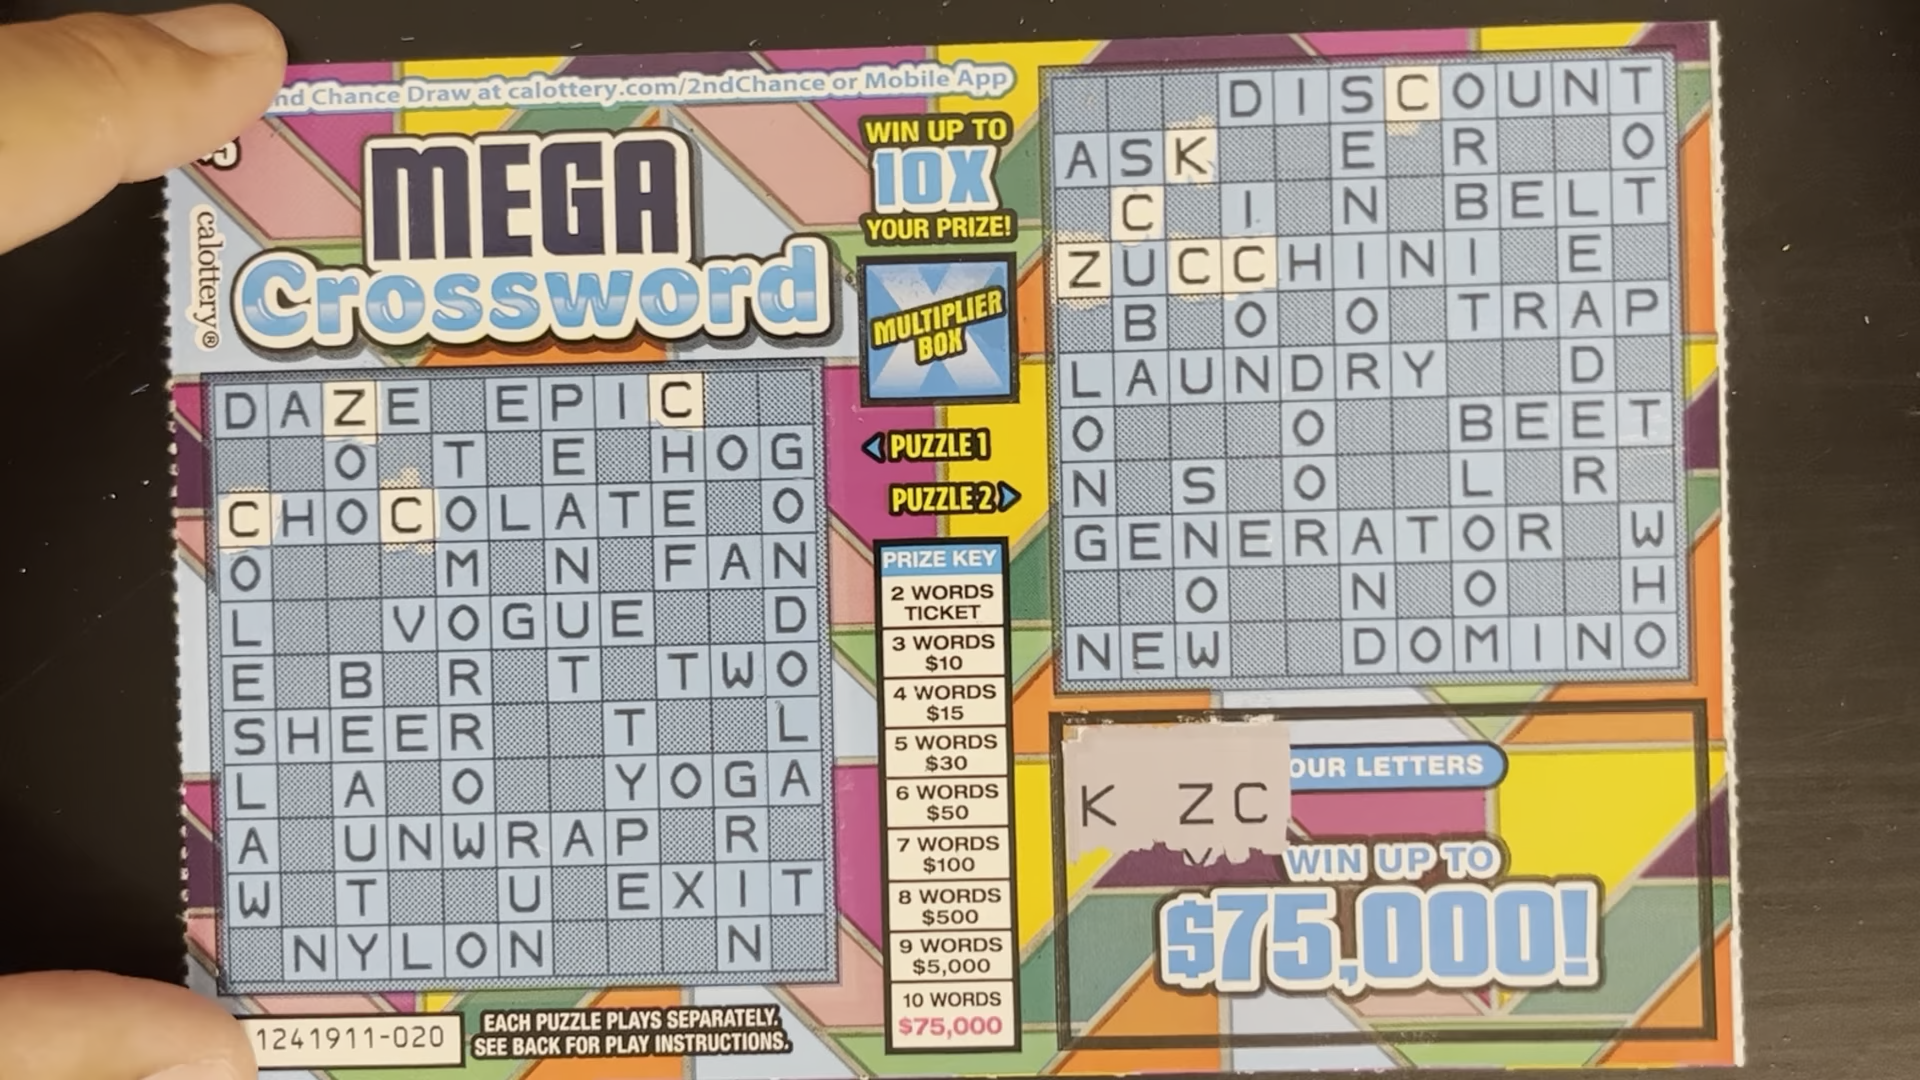 nd Chance Draw at calottery.com/2ndChance or Mobile App
calottery®
MEGA
Crossword
WIN UP TO
10X
YOUR PRIZE!
MULTIPLIER
BOX
PUZZLE 1
PUZZLE 2
DAZE EPIC
O T E HOG
CHOCOLATE O
O M N FAN
L VOGUE D
E B R T TWO
SHEER T L
L A O YOGA
A UNWRAP R
W T U EXIT
NYLON N
PRIZE KEY
2 WORDS
TICKET
3 WORDS
$10
4 WORDS
$15
5 WORDS
$30
6 WORDS
$50
7 WORDS
$100
8 WORDS
$500
9 WORDS
$5,000
10 WORDS
$75,000
DISCOUNT
ASK E R O
C I N BELT
ZUCCHINI E
B O O TRAP
LAUNDRY D
O O BEET
N S O L R
GENERATOR W
O N O H
NEW DOMINO
OUR LETTERS
K ZC
WIN UP TO
$75,000!
1241911-020
EACH PUZZLE PLAYS SEPARATELY.
SEE BACK FOR PLAY INSTRUCTIONS.